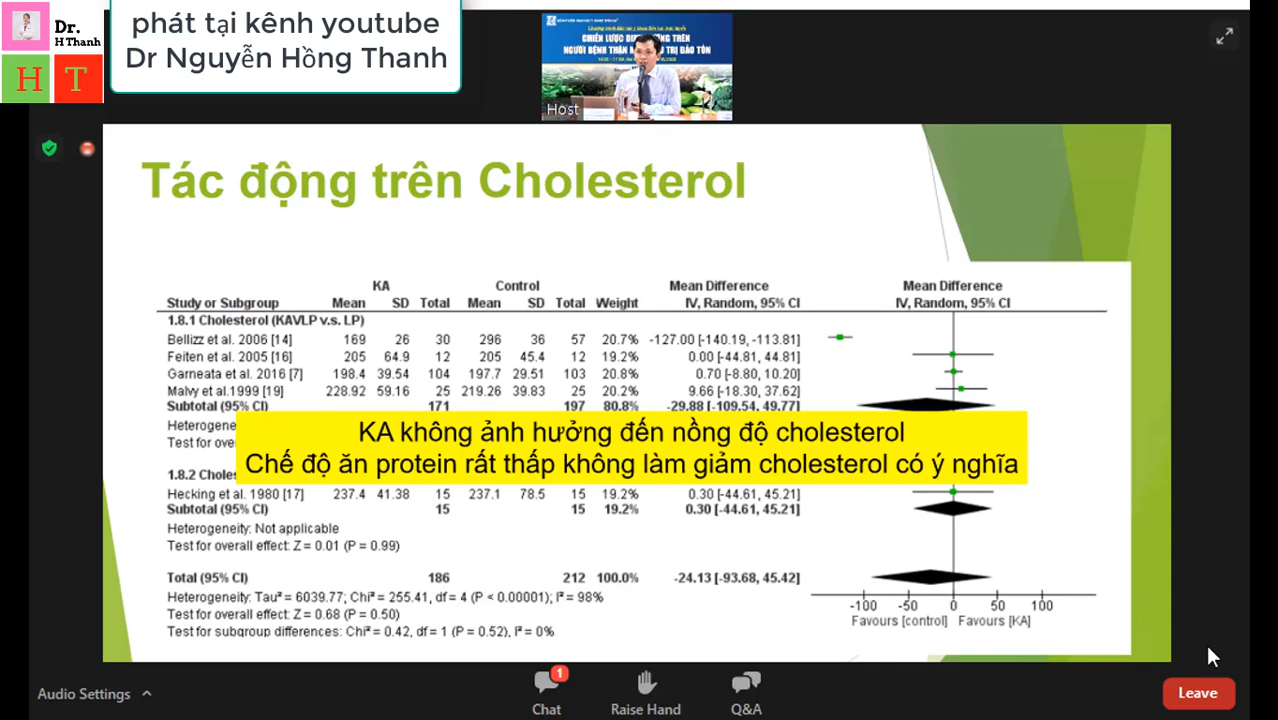 Dr.
H Thanh
H T
phát tại kênh youtube
Dr Nguyễn Hồng Thanh
CHIẾN LƯỢC
NGƯỜI BỆNH THẬN
TRỊ BẢO TỒN
Host
Tác động trên Cholesterol
KA Control Mean Difference Mean Difference
Study or Subgroup Mean SD Total Mean SD Total Weight IV, Random, 95% CI IV, Random, 95% CI
1.8.1 Cholesterol (KAVLP v.s. LP)
Bellizz et al. 2006 [14] 169 26 30 296 36 57 20.7% -127.00 [-140.19, -113.81]
Feiten et al. 2005 [16] 205 64.9 12 205 45.4 12 19.2% 0.00 [-44.81, 44.81]
Garneata et al. 2016 [7] 198.4 39.54 104 197.7 29.51 103 20.8% 0.70 [-8.80, 10.20]
Malvy et al.1999 [19] 228.92 59.16 25 219.26 39.83 25 20.2% 9.66 [-18.30, 37.62]
Subtotal (95% CI) 171 197 80.8% -29.88 [-109.54, 49.77]
KA không ảnh hưởng đến nồng độ cholesterol
Chế độ ăn protein rất thấp không làm giảm cholesterol có ý nghĩa
Test for ove
1.8.2
Hecking et al. 1980 [17] 237.4 41.38 15 237.1 78.5 15 19.2% 0.30 [-44.61, 45.21]
Subtotal (95% CI) 15 15 19.2% 0.30 [-44.61, 45.21]
Heterogeneity: Not applicable
Test for overall effect: Z = 0.01 (P = 0.99)
Total (95% CI) 186 212 100.0% -24.13 [-93.68, 45.42]
Heterogeneity: Tau² = 6039.77; Chi² = 255.41, df = 4 (P < 0.00001); I² = 98%
Test for overall effect: Z = 0.68 (P = 0.50)
Test for subgroup differences: Chi² = 0.42, df = 1 (P = 0.52), I² = 0%
-100 -50 0 50 100
Favours [control] Favours [KA]
Audio Settings
1
Chat
Raise Hand
Q&A
Leave